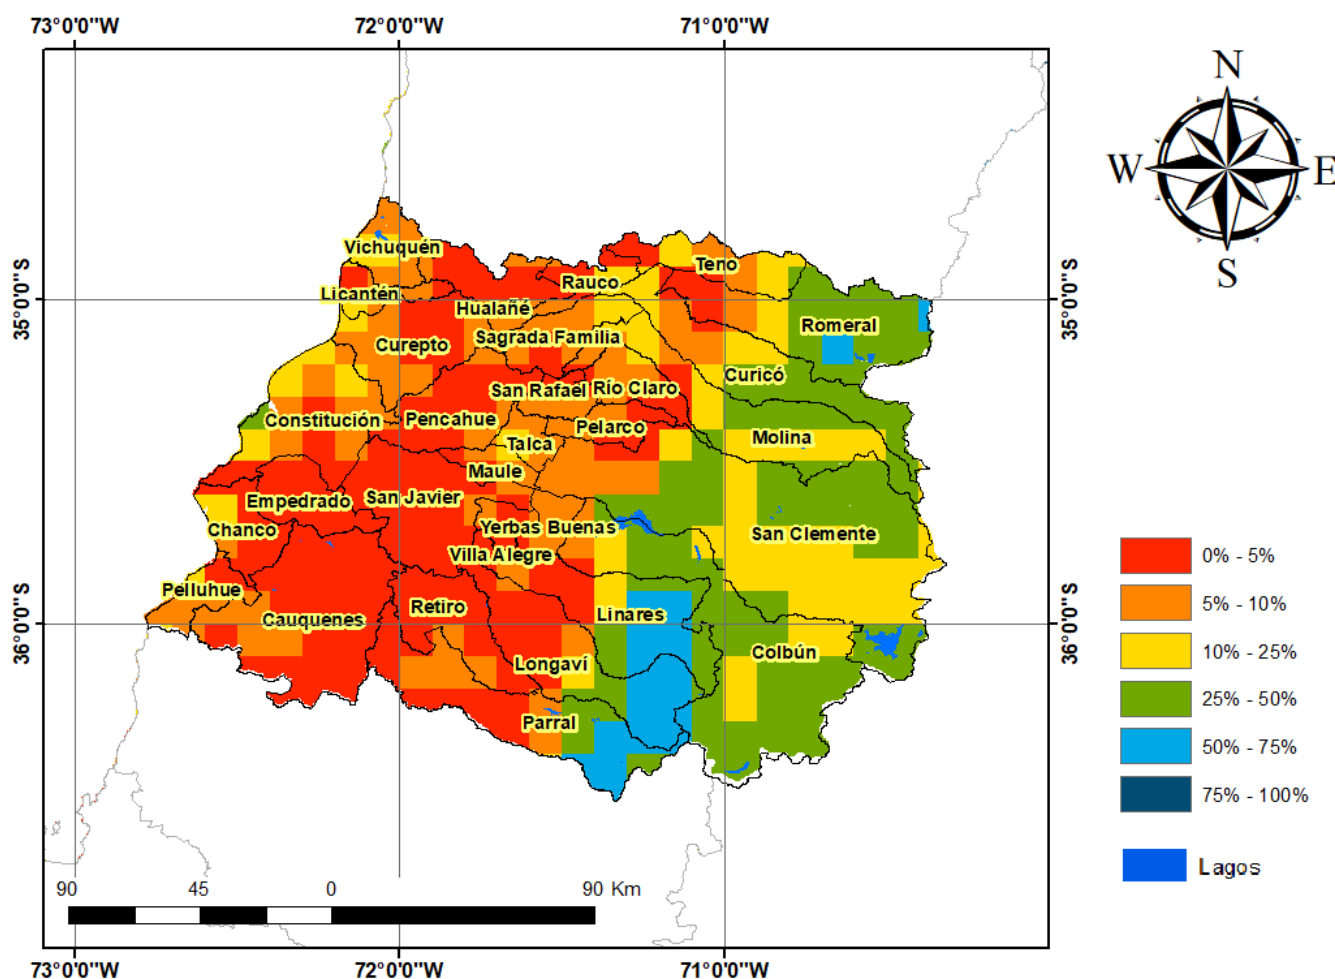 73°0'0"W 72°0'0"W 71°0'0"W
N
W E
S
35°0'0"S
35°0'0"S
36°0'0"S
36°0'0"S
Vichuquén
Teno
Rauco
Licantén
Hualañé
Romeral
Sagrada Familia
Curepto
Curicó
San Rafael
Río Claro
Constitución
Pencahue
Pelarco
Molina
Talca
Maule
Empedrado
San Javier
Chanco
Yerbas Buenas
San Clemente
Villa Alegre
Pelluhue
Retiro
Linares
Cauquenes
Colbún
Longaví
Parral
0% - 5%
5% - 10%
10% - 25%
25% - 50%
50% - 75%
75% - 100%
Lagos
90 45 0 90 Km
73°0'0"W 72°0'0"W 71°0'0"W